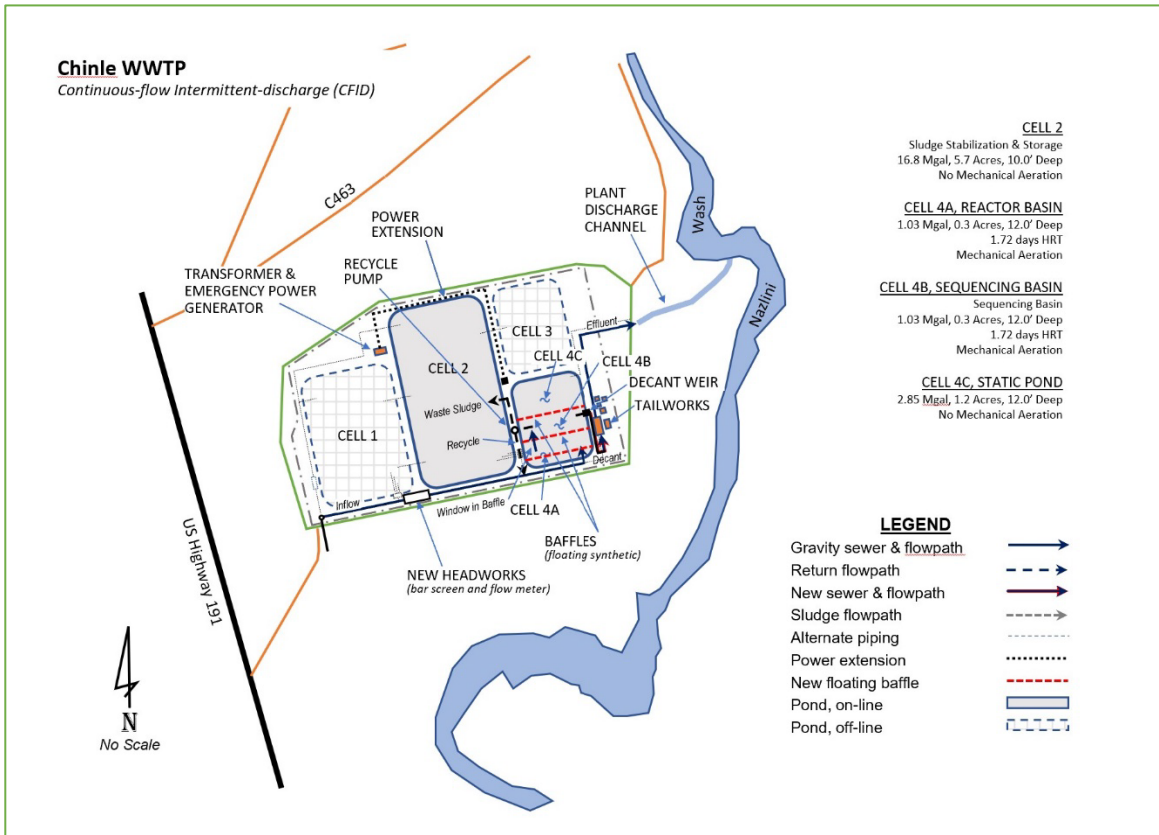 Chinle WWTP
Continuous-flow Intermittent-discharge (CFID)
C463
POWER
EXTENSION
RECYCLE
PUMP
TRANSFORMER &
EMERGENCY POWER
GENERATOR
PLANT
DISCHARGE
CHANNEL
Wash
Nazlini
Effluent
CELL 3
CELL 4C
CELL 4B
CELL 2
DECANT WEIR
TAILWORKS
Waste Sludge
CELL 1
Recycle
Decant
Inflow
Window in Baffle
CELL 4A
BAFFLES
(floating synthetic)
NEW HEADWORKS
(bar screen and flow meter)
US Highway 191
N
No Scale
CELL 2
Sludge Stabilization & Storage
16.8 Mgal, 5.7 Acres, 10.0' Deep
No Mechanical Aeration
CELL 4A, REACTOR BASIN
1.03 Mgal, 0.3 Acres, 12.0' Deep
1.72 days HRT
Mechanical Aeration
CELL 4B, SEQUENCING BASIN
Sequencing Basin
1.03 Mgal, 0.3 Acres, 12.0' Deep
1.72 days HRT
Mechanical Aeration
CELL 4C, STATIC POND
2.85 Mgal, 1.2 Acres, 12.0' Deep
No Mechanical Aeration
LEGEND
Gravity sewer & flowpath
Return flowpath
New sewer & flowpath
Sludge flowpath
Alternate piping
Power extension
New floating baffle
Pond, on-line
Pond, off-line